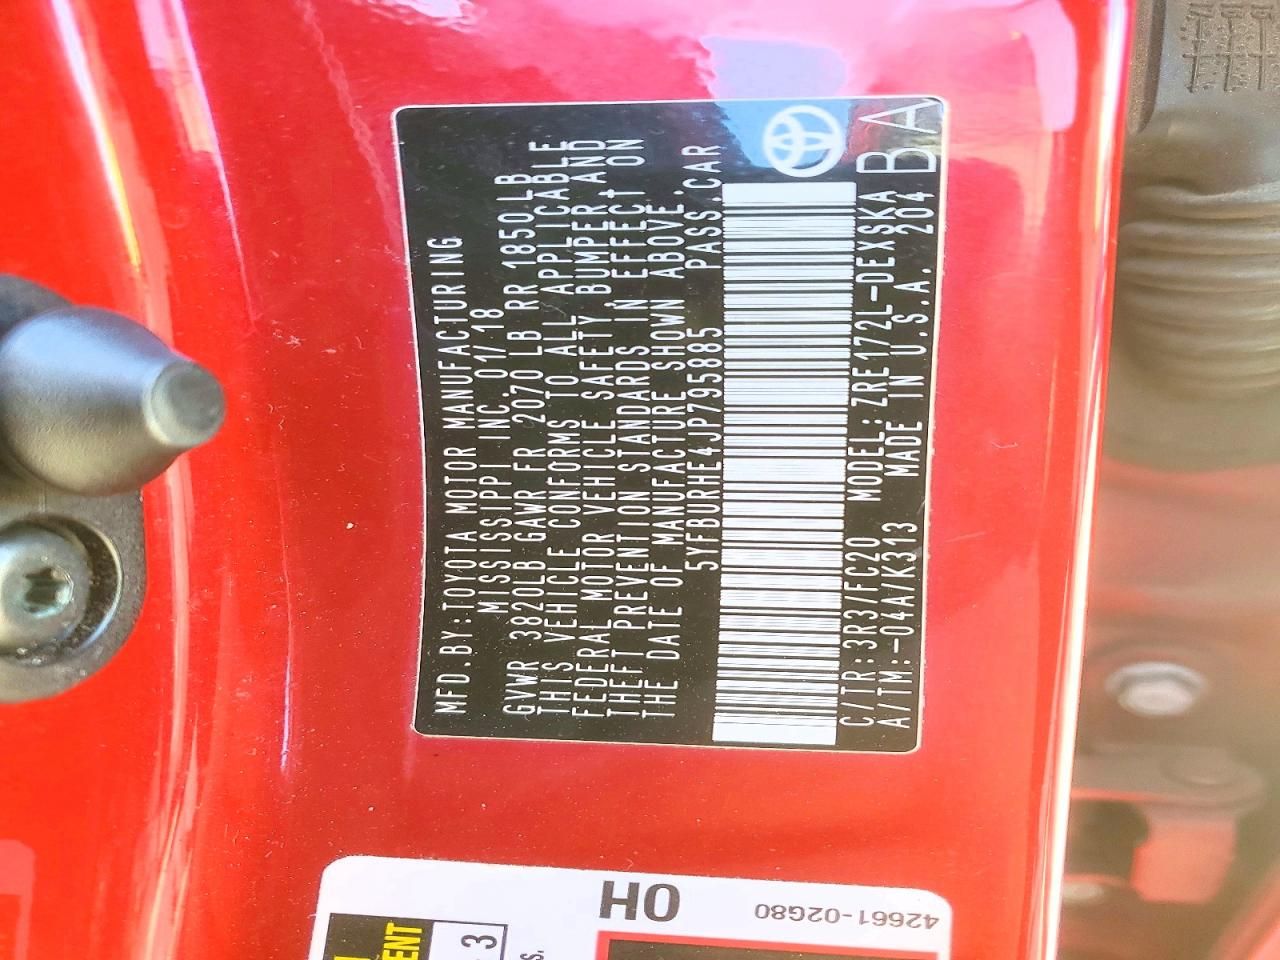 MFD.BY:TOYOTA MOTOR MANUFACTURING
MISSISSIPPI INC. 01/18
GVWR 3820LB GAWR FR 2070LB RR 1850LB
THIS VEHICLE CONFORMS TO ALL APPLICABLE
FEDERAL MOTOR VEHICLE SAFETY, BUMPER AND
THEFT PREVENTION STANDARDS IN EFFECT ON
THE DATE OF MANUFACTURE SHOWN ABOVE.
5YFBURHE4JP795885 PASS.CAR
C/TR:3R3/FC20 MODEL:ZRE172L-DEXSKA
A/TM:-04A/K313 MADE IN U.S.A. 204
BA
OH
42661-02G80